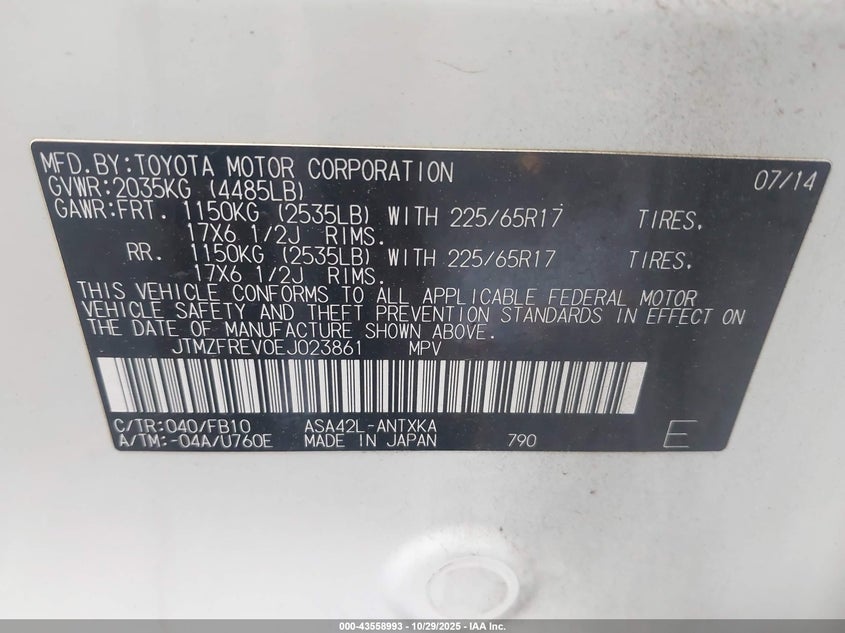 MFD.BY:TOYOTA MOTOR CORPORATION 07/14
GVWR:2035KG (4485LB)
GAWR:FRT. 1150KG (2535LB) WITH 225/65R17 TIRES,
17X6 1/2J RIMS.
RR. 1150KG (2535LB) WITH 225/65R17 TIRES,
17X6 1/2J RIMS.
THIS VEHICLE CONFORMS TO ALL APPLICABLE FEDERAL MOTOR
VEHICLE SAFETY AND THEFT PREVENTION STANDARDS IN EFFECT ON
THE DATE OF MANUFACTURE SHOWN ABOVE.
JTMZFREV0EJ023861 MPV
C/TR:040/FB10 ASA42L-ANTXKA
A/TM:-04A/U760E MADE IN JAPAN 790 E
000-43558993 - 10/29/2025 - IAA Inc.